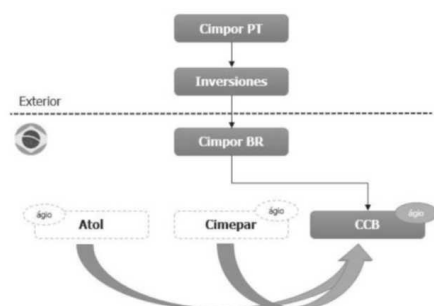 Cimpor PT
Inversiones
Exterior
Cimpor BR
ágio
Atol
Cimepar
ágio
CCB
ágio